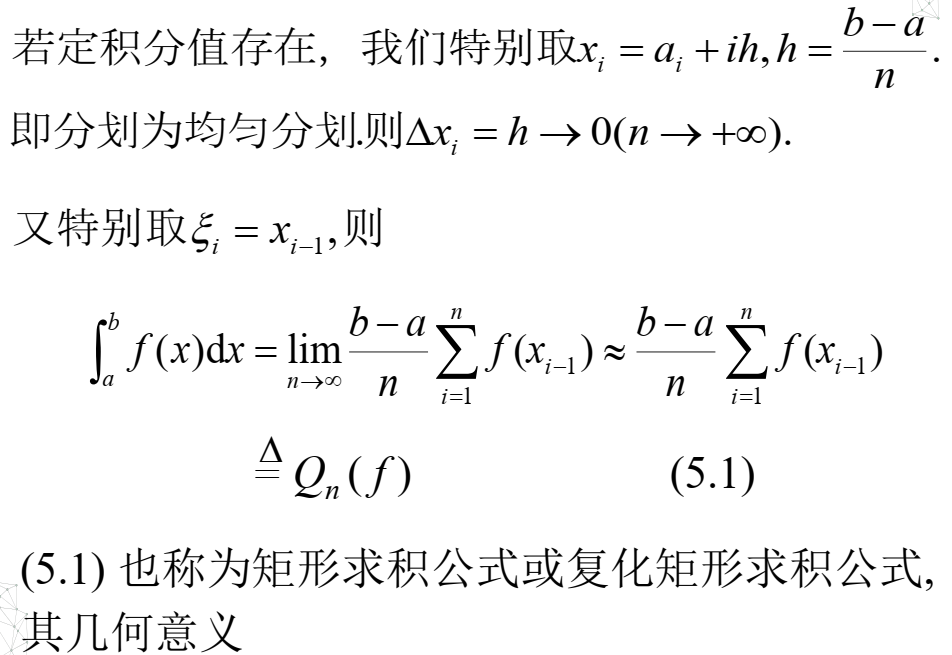 若定积分值存在, 我们特别取$x_i = a_i + ih, h = \frac{b-a}{n}$.
即分划为均匀分划.则$\Delta x_i = h \to 0(n \to +\infty)$.
又特别取$\xi_i = x_{i-1}$,则
$\int_a^b f(x)\mathrm{d}x = \lim_{n \to \infty} \frac{b-a}{n} \sum_{i=1}^{n} f(x_{i-1}) \approx \frac{b-a}{n} \sum_{i=1}^{n} f(x_{i-1})$
$\overset{\Delta}{=} Q_n(f)$ (5.1)
(5.1) 也称为矩形求积公式或复化矩形求积公式,
其几何意义